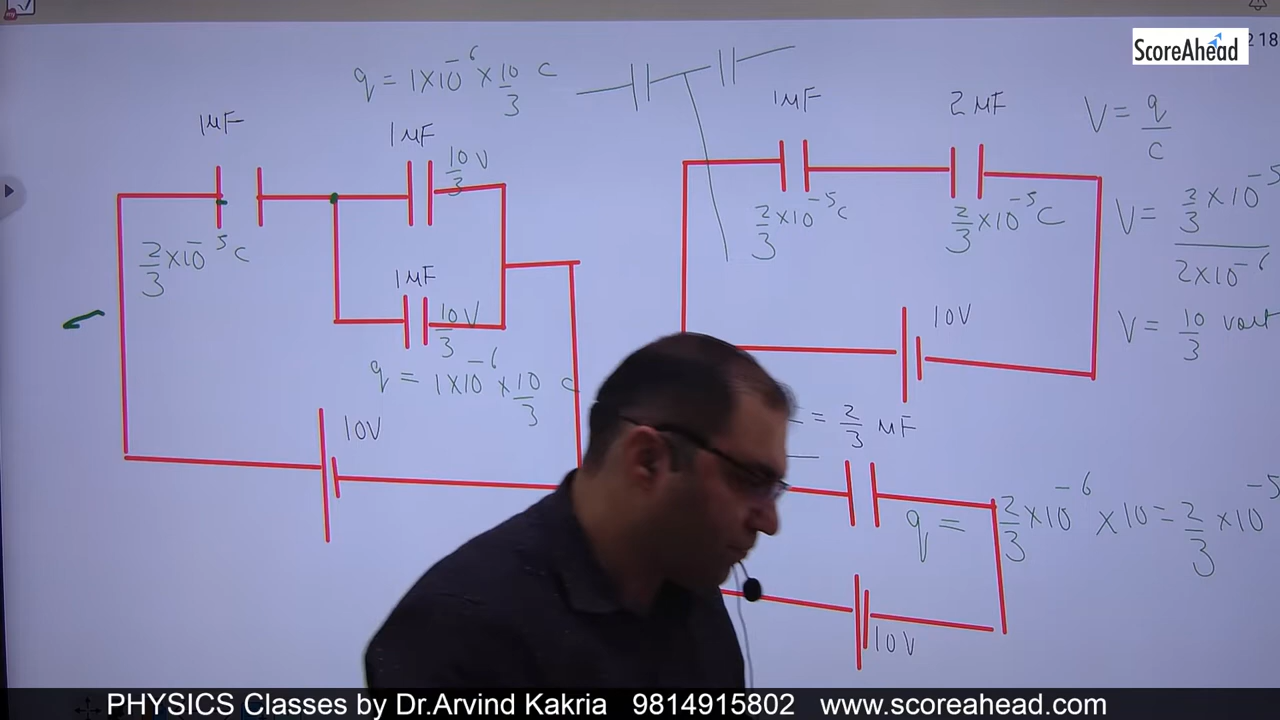 ScoreAhead
2 18
q = 1×10⁻⁶ × 10/3 C
1μF
1μF
10/3 V
2/3 ×10⁻⁵ C
1μF
10/3 V
q = 1×10⁻⁶ × 10/3 C
10V
1μF
2μF
2/3 ×10⁻⁵ C
2/3 ×10⁻⁵ C
10V
V = q/c
V = 2/3 ×10⁻⁵ / 2×10⁻⁶
V = 10/3 volt
= 2/3 μF
q = 2/3 ×10⁻⁶ ×10 = 2/3 ×10⁻⁵
10V
PHYSICS Classes by Dr.Arvind Kakria 9814915802 www.scoreahead.com